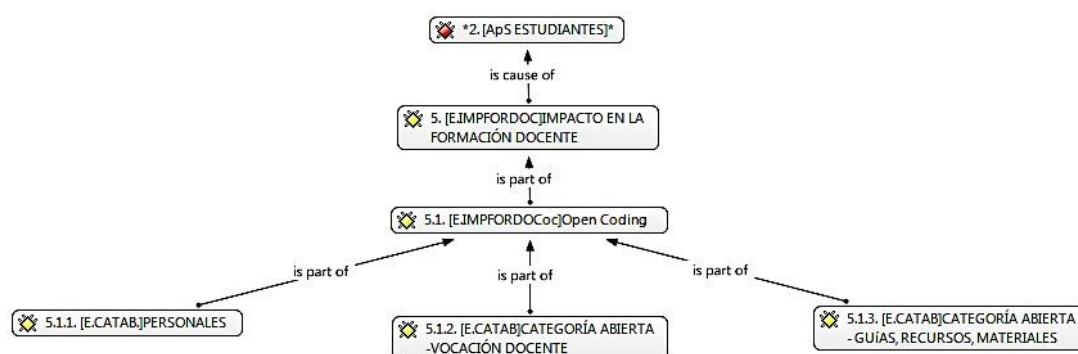 *2. [ApS ESTUDIANTES]*
is cause of
5. [E.IMPFORDOC]IMPACTO EN LA
FORMACIÓN DOCENTE
is part of
5.1. [E.IMPFORDOCoc]Open Coding
is part of
is part of
is part of
5.1.1. [E.CATAB.]PERSONALES
5.1.2. [E.CATAB]CATEGORÍA ABIERTA
-VOCACIÓN DOCENTE
5.1.3. [E.CATAB]CATEGORÍA ABIERTA
- GUíAS, RECURSOS, MATERIALES